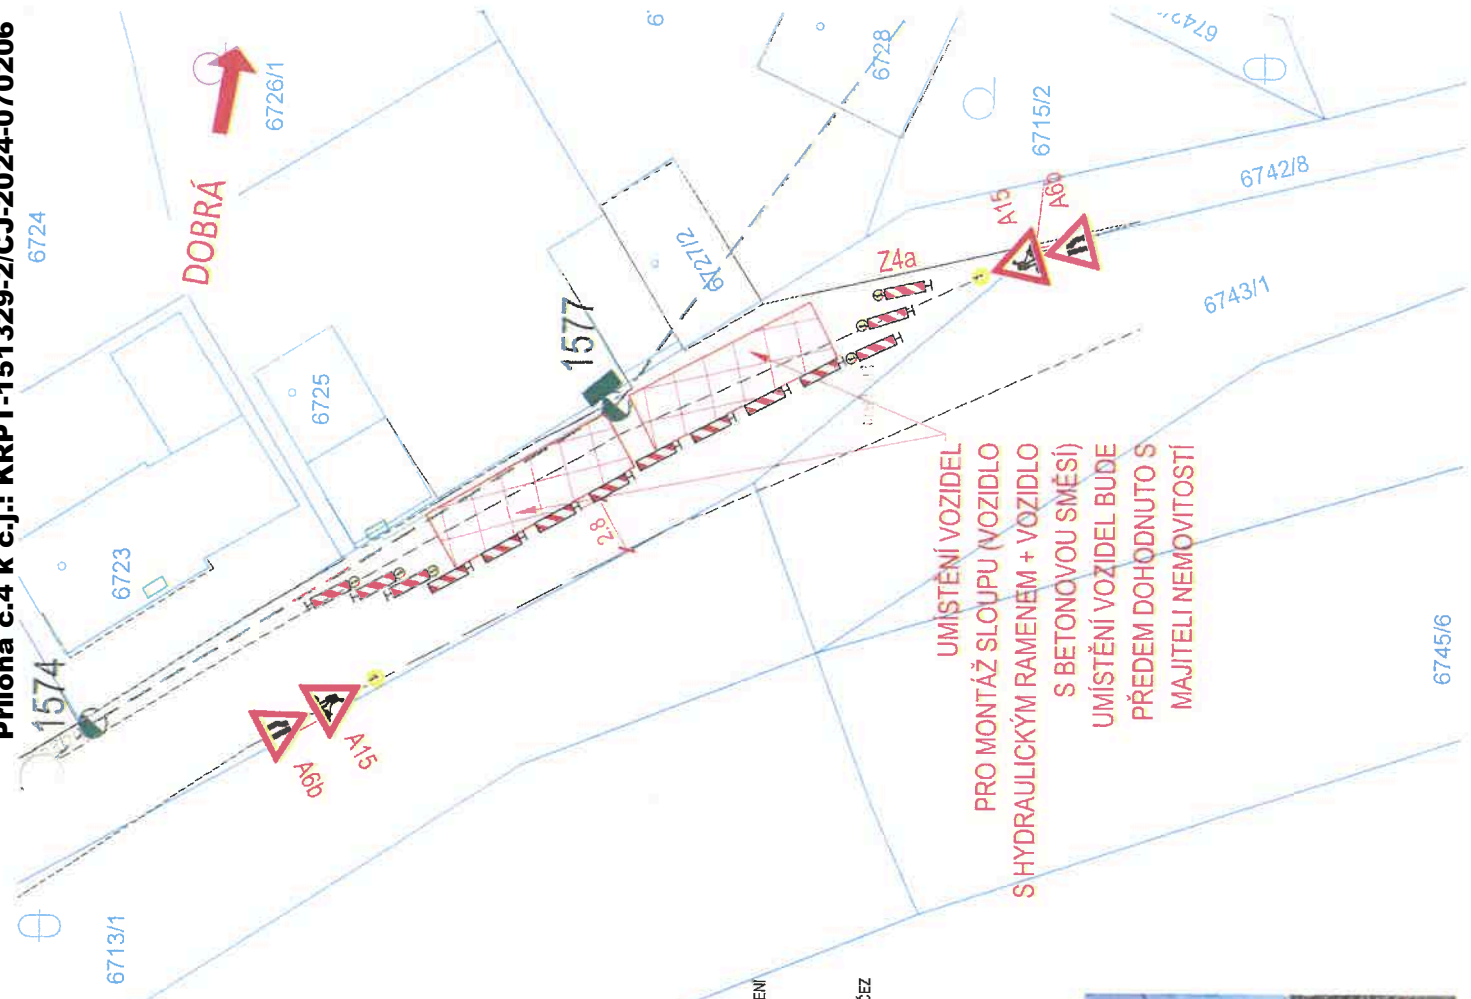 Příloha č.4 k č.j.: KRPT-151329-2/ČJ-2024-070206
6724
6726/1
DOBRÁ
6728
6715/2
6742/8
6743/1
6727/2
1577
6725
6723
1574
Z4a
A15
A6b
A6b
A15
2.8
UMÍSTĚNÍ VOZIDEL
PRO MONTÁŽ SLOUPU (VOZIDLO
S HYDRAULICKÝM RAMENEM + VOZIDLO
S BETONOVOU SMĚSÍ)
UMÍSTĚNÍ VOZIDEL BUDE
PŘEDEM DOHODNUTO S
MAJITELI NEMOVITOSTÍ
6745/6
6713/1
ČEZ